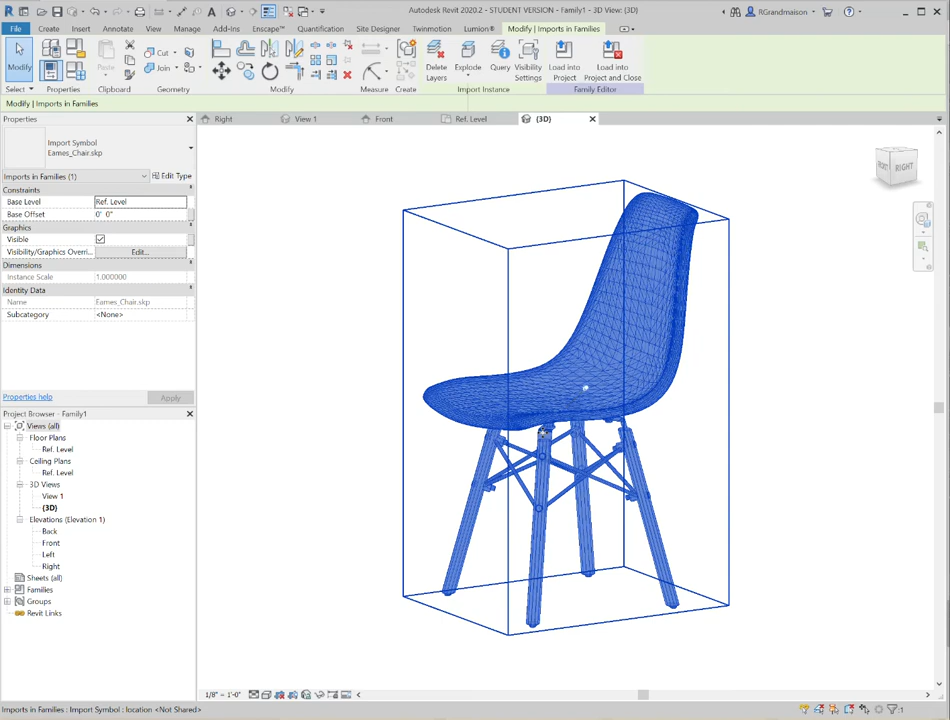 Autodesk Revit 2020.2 - STUDENT VERSION - Family1 - 3D View: {3D}
RGrandmaison
File Create Insert Annotate View Manage Add-Ins Enscape™ Quantification Site Designer Twinmotion Lumion® Modify | Imports in Families
Modify
Paste
Cut
Join
Delete Layers
Explode
Query
Visibility Settings
Load into Project
Load into Project and Close
Select Properties Clipboard Geometry Modify Measure Create Import Instance Family Editor
Modify | Imports in Families
Properties
Right View 1 Front Ref. Level {3D}
Import Symbol
Eames_Chair.skp
Imports in Families (1) Edit Type
Constraints
Base Level Ref. Level
Base Offset 0' 0"
Graphics
Visible
Visibility/Graphics Overri... Edit...
Dimensions
Instance Scale 1.000000
Identity Data
Name Eames_Chair.skp
Subcategory <None>
Properties help Apply
Project Browser - Family1
Views (all)
Floor Plans
Ref. Level
Ceiling Plans
Ref. Level
3D Views
View 1
{3D}
Elevations (Elevation 1)
Back
Front
Left
Right
Sheets (all)
Families
Groups
Revit Links
FRONT RIGHT
1/8" = 1'-0"
Imports in Families : Import Symbol : location <Not Shared>
:1